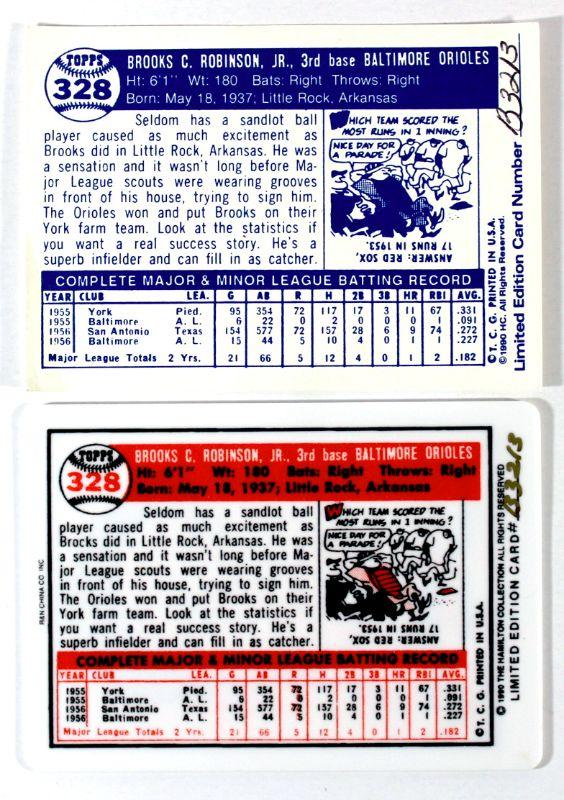 TOPPS
328
BROOKS C. ROBINSON, JR., 3rd base BALTIMORE ORIOLES
Ht: 6'1" Wt: 180 Bats: Right Throws: Right
Born: May 18, 1937; Little Rock, Arkansas
Seldom has a sandlot ball
player caused as much excitement as
Brooks did in Little Rock, Arkansas. He was
a sensation and it wasn't long before Ma-
jor League scouts were wearing grooves
in front of his house, trying to sign him.
The Orioles won and put Brooks on their
York farm team. Look at the statistics if
you want a real success story. He's a
superb infielder and can fill in as catcher.
WHICH TEAM SCORED THE
MOST RUNS IN 1 INNING?
NICE DAY FOR
A PARADE!
ANSWER: RED SOX.
17 RUNS IN 1953.
COMPLETE MAJOR & MINOR LEAGUE BATTING RECORD
YEAR CLUB LEA. G AB R H 2B 3B HR RBI AVG.
1955 York Pied. 95 354 72 117 17 3 11 67 .331
1955 Baltimore A. L. 6 22 0 2 0 0 0 1 .091
1956 San Antonio Texas 154 577 72 157 28 6 9 74 .272
1956 Baltimore A. L. 15 44 5 10 4 0 1 1 .227
Major League Totals 2 Yrs. 21 66 5 12 4 0 1 2 .182
© T. C. G. PRINTED IN U.S.A.
© 1990 HC. All Rights Reserved.
Limited Edition Card Number B3213
TOPPS
328
BROOKS C. ROBINSON, JR., 3rd base BALTIMORE ORIOLES
Ht: 6'1" Wt: 180 Bats: Right Throws: Right
Born: May 18, 1937; Little Rock, Arkansas
Seldom has a sandlot ball
player caused as much excitement as
Brocks did in Little Rock, Arkansas. He was
a sensation and it wasn't long before Ma-
jor League scouts were wearing grooves
in front of his house, trying to sign him.
The Orioles won and put Brooks on their
York farm team. Look at the statistics if
you want a real success story. He's a
superb infielder and can fill in as catcher.
WHICH TEAM SCORED THE
MOST RUNS IN 1 INNING?
NICE DAY FOR
A PARADE!
ANSWER: RED SOX.
17 RUNS IN 1953.
COMPLETE MAJOR & MINOR LEAGUE BATTING RECORD
YEAR CLUB LEA. G AB R H 2B 3B HR RBI AVG.
1955 York Pied. 95 354 72 117 17 3 11 67 .331
1955 Baltimore A. L. 6 22 0 2 0 0 0 1 .091
1956 San Antonio Texas 154 577 72 157 28 6 9 74 .272
1956 Baltimore A. L. 15 44 5 10 4 0 1 1 .227
Major League Totals 2 Yrs. 21 66 5 12 4 0 1 2 .182
© T. C. G. PRINTED IN U.S.A.
© 1990 THE HAMILTON COLLECTION ALL RIGHTS RESERVED
LIMITED EDITION CARD# B3213
R&N CHINA CO. INC